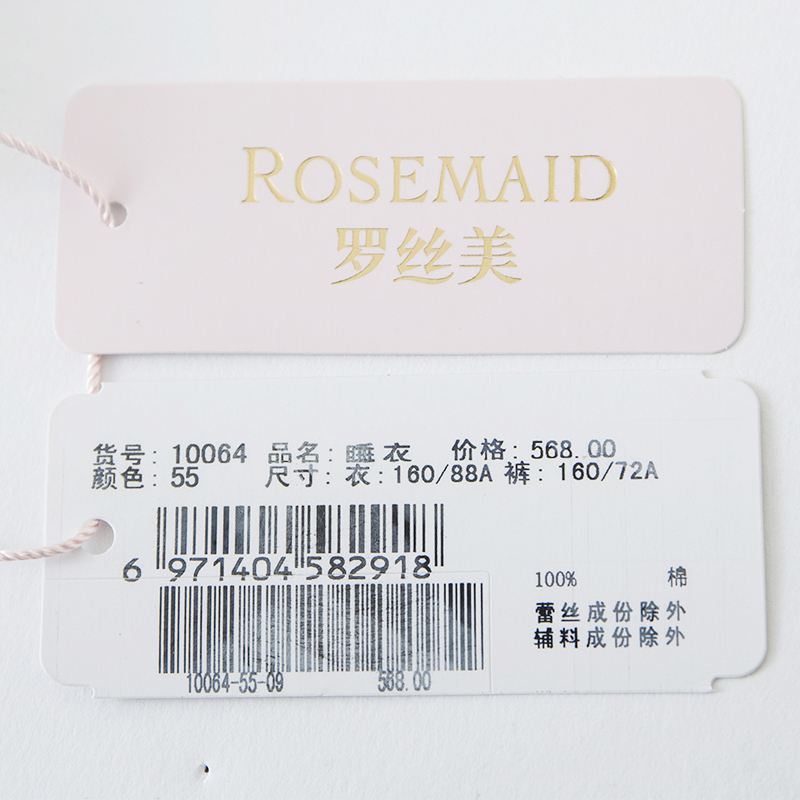 ROSEMAID
罗丝美
货号: 10064 品名: 睡衣 价格: 568.00
颜色: 55 尺寸: 衣: 160/88A 裤: 160/72A
6 971404 582918
100% 棉
蕾丝成份除外
辅料成份除外
10064-55-09 568.00